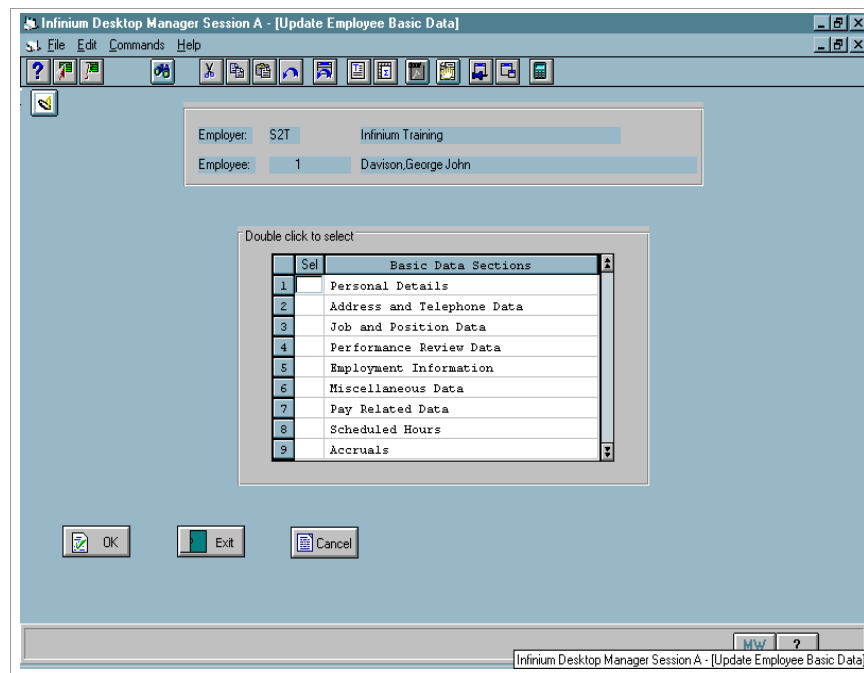 Infinium Desktop Manager Session A - [Update Employee Basic Data]
File Edit Commands Help
Employer: S2T Infinium Training
Employee: 1 Davison,George John
Double click to select
Sel Basic Data Sections
1 Personal Details
2 Address and Telephone Data
3 Job and Position Data
4 Performance Review Data
5 Employment Information
6 Miscellaneous Data
7 Pay Related Data
8 Scheduled Hours
9 Accruals
OK Exit Cancel
MW ?
Infinium Desktop Manager Session A - [Update Employee Basic Data]